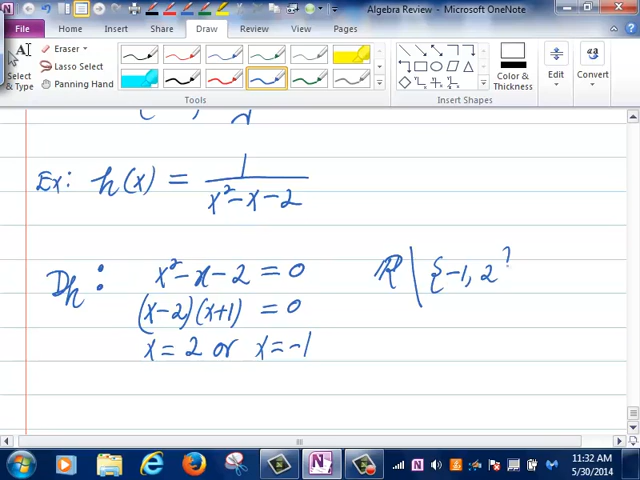 Algebra Review - Microsoft OneNote
File Home Insert Share Draw Review View
Select & Type
Eraser
Lasso Select
Panning Hand
Color & Thickness
Edit
Convert
Tools
Insert Shapes
Ex: h(x) = 1 / (x² - x - 2)
D_h: x² - x - 2 = 0
(x-2)(x+1) = 0
x = 2 or x = -1
ℝ \ {-1, 2
11:32 AM
5/30/2014